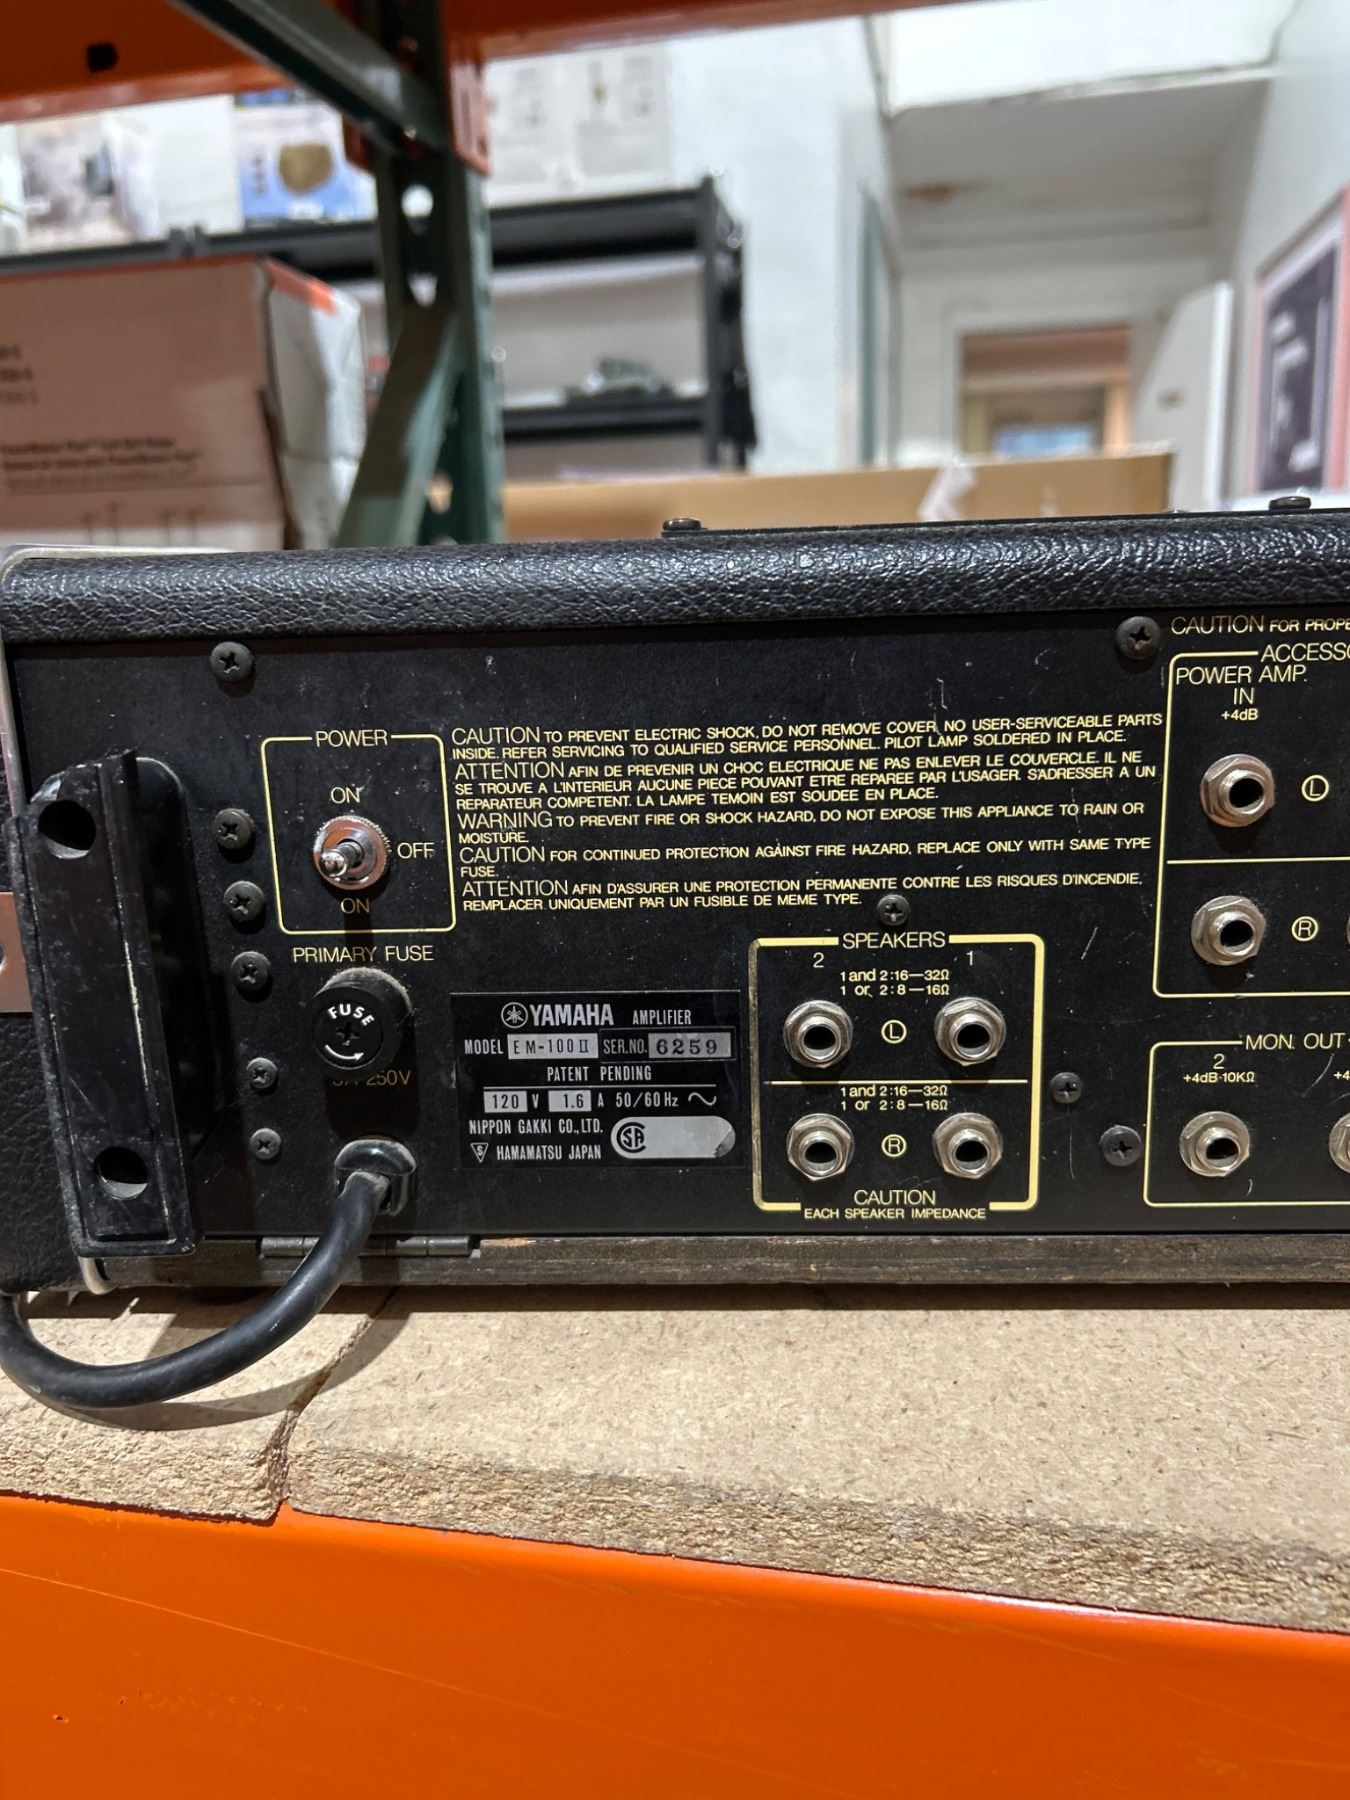 CAUTION FOR PROPE
ACCESSO
POWER AMP.
IN
+4dB
L
R
POWER
ON
OFF
ON
CAUTION TO PREVENT ELECTRIC SHOCK, DO NOT REMOVE COVER, NO USER-SERVICEABLE PARTS
INSIDE. REFER SERVICING TO QUALIFIED SERVICE PERSONNEL. PILOT LAMP SOLDERED IN PLACE.
ATTENTION AFIN DE PREVENIR UN CHOC ELECTRIQUE NE PAS ENLEVER LE COUVERCLE. IL NE
SE TROUVE A L'INTERIEUR AUCUNE PIECE POUVANT ETRE REPAREE PAR L'USAGER. S'ADRESSER A UN
REPARATEUR COMPETENT. LA LAMPE TEMOIN EST SOUDEE EN PLACE.
WARNING TO PREVENT FIRE OR SHOCK HAZARD, DO NOT EXPOSE THIS APPLIANCE TO RAIN OR
MOISTURE.
CAUTION FOR CONTINUED PROTECTION AGAINST FIRE HAZARD, REPLACE ONLY WITH SAME TYPE
FUSE.
ATTENTION AFIN D'ASSURER UNE PROTECTION PERMANENTE CONTRE LES RISQUES D'INCENDIE,
REMPLACER UNIQUEMENT PAR UN FUSIBLE DE MEME TYPE.
PRIMARY FUSE
FUSE
250V
YAMAHA AMPLIFIER
MODEL EM-100 II SER.NO. 6259
PATENT PENDING
120 V 1.6 A 50/60 Hz
NIPPON GAKKI CO., LTD.
S HAMAMATSU JAPAN
SA
SPEAKERS
2 1
1 and 2 : 16—32Ω
1 or 2 : 8—16Ω
L
1 and 2 : 16—32Ω
1 or 2 : 8—16Ω
R
CAUTION
EACH SPEAKER IMPEDANCE
MON. OUT
2
+4dB·10KΩ
+4